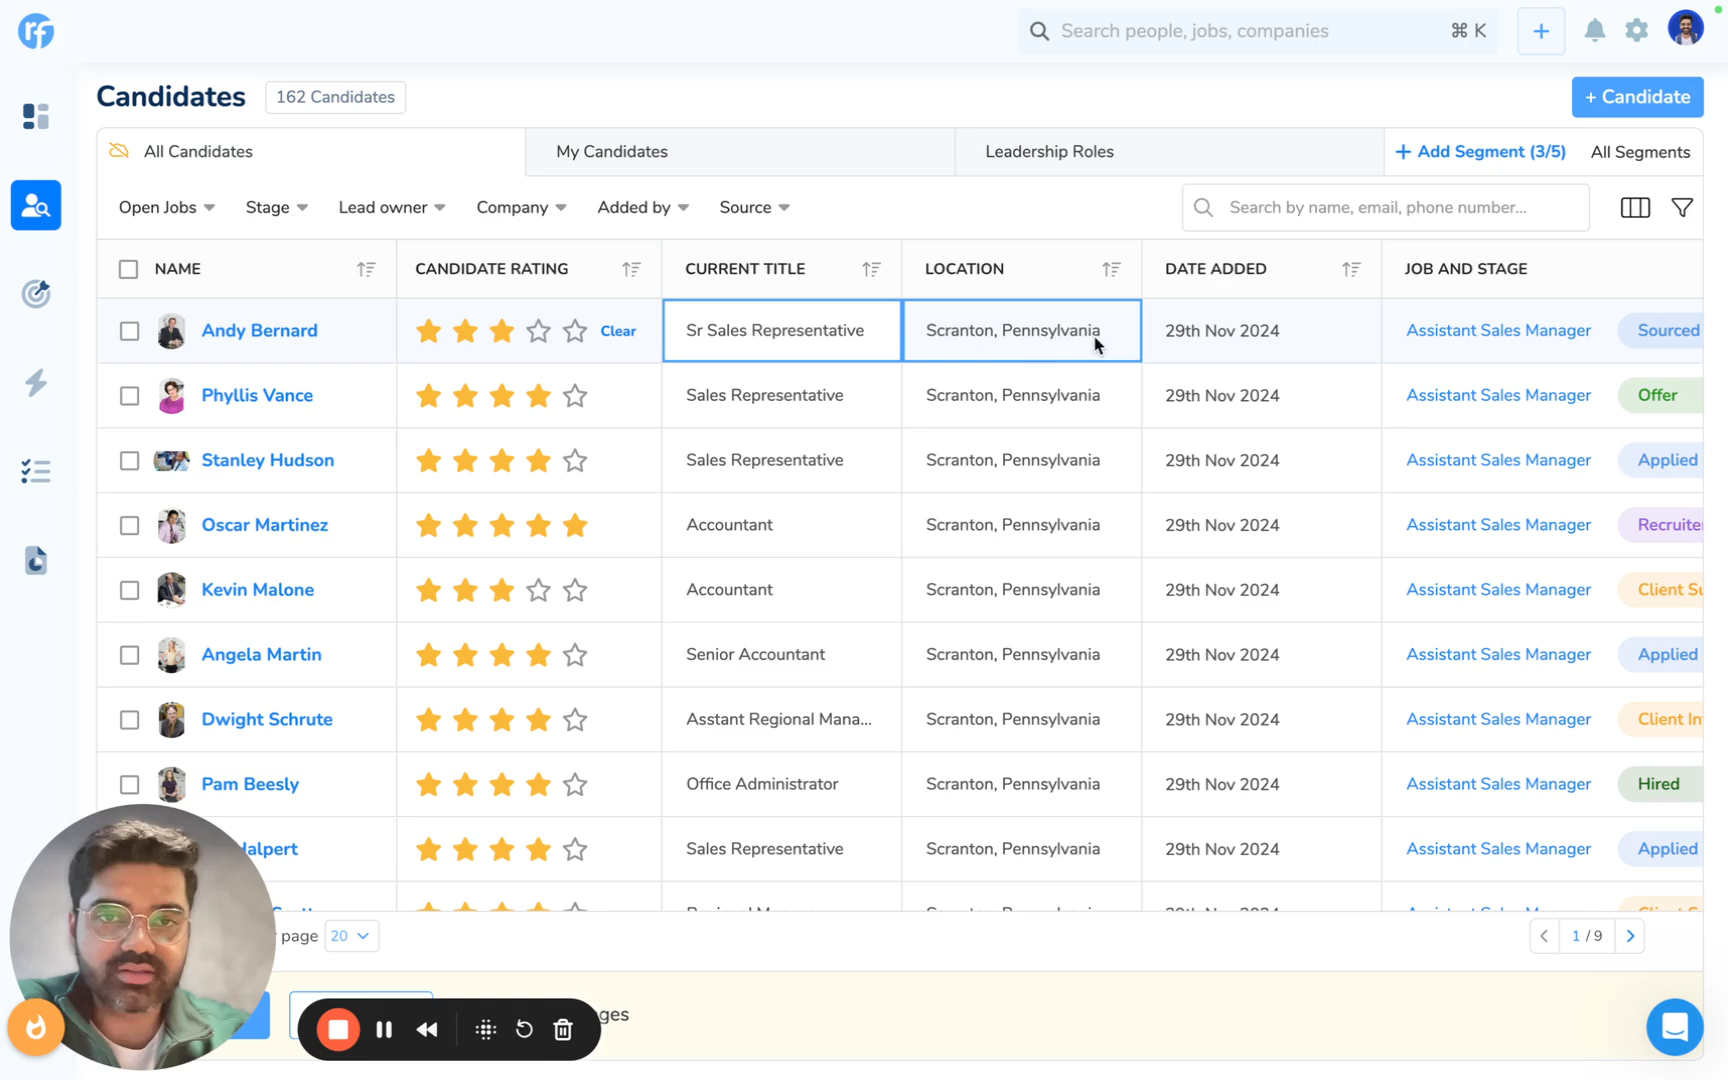 rf
Search people, jobs, companies
⌘ K
Candidates
162 Candidates
+ Candidate
All Candidates
My Candidates
Leadership Roles
+ Add Segment (3/5)
All Segments
Open Jobs
Stage
Lead owner
Company
Added by
Source
Search by name, email, phone number...
NAME
CANDIDATE RATING
CURRENT TITLE
LOCATION
DATE ADDED
JOB AND STAGE
Andy Bernard
Clear
Sr Sales Representative
Scranton, Pennsylvania
29th Nov 2024
Assistant Sales Manager
Sourced
Phyllis Vance
Sales Representative
Scranton, Pennsylvania
29th Nov 2024
Assistant Sales Manager
Offer
Stanley Hudson
Sales Representative
Scranton, Pennsylvania
29th Nov 2024
Assistant Sales Manager
Applied
Oscar Martinez
Accountant
Scranton, Pennsylvania
29th Nov 2024
Assistant Sales Manager
Recruite
Kevin Malone
Accountant
Scranton, Pennsylvania
29th Nov 2024
Assistant Sales Manager
Client Su
Angela Martin
Senior Accountant
Scranton, Pennsylvania
29th Nov 2024
Assistant Sales Manager
Applied
Dwight Schrute
Asstant Regional Mana...
Scranton, Pennsylvania
29th Nov 2024
Assistant Sales Manager
Client In
Pam Beesly
Office Administrator
Scranton, Pennsylvania
29th Nov 2024
Assistant Sales Manager
Hired
alpert
Sales Representative
Scranton, Pennsylvania
29th Nov 2024
Assistant Sales Manager
Applied
page
20
1 / 9
ges